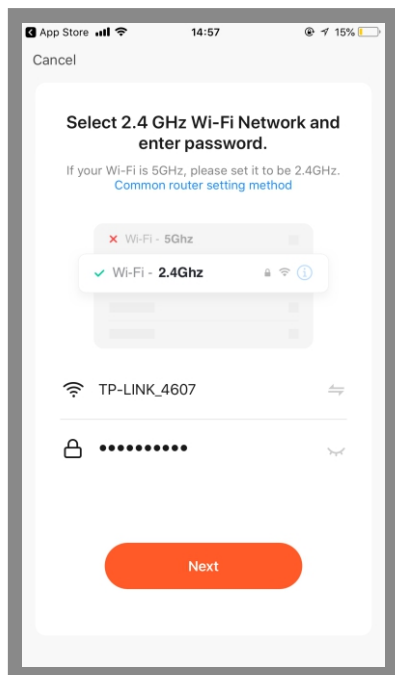 App Store 14:57 15%
Cancel
Select 2.4 GHz Wi-Fi Network and
enter password.
If your Wi-Fi is 5GHz, please set it to be 2.4GHz.
Common router setting method
Wi-Fi - 5Ghz
Wi-Fi - 2.4Ghz
TP-LINK_4607
••••••••••
Next